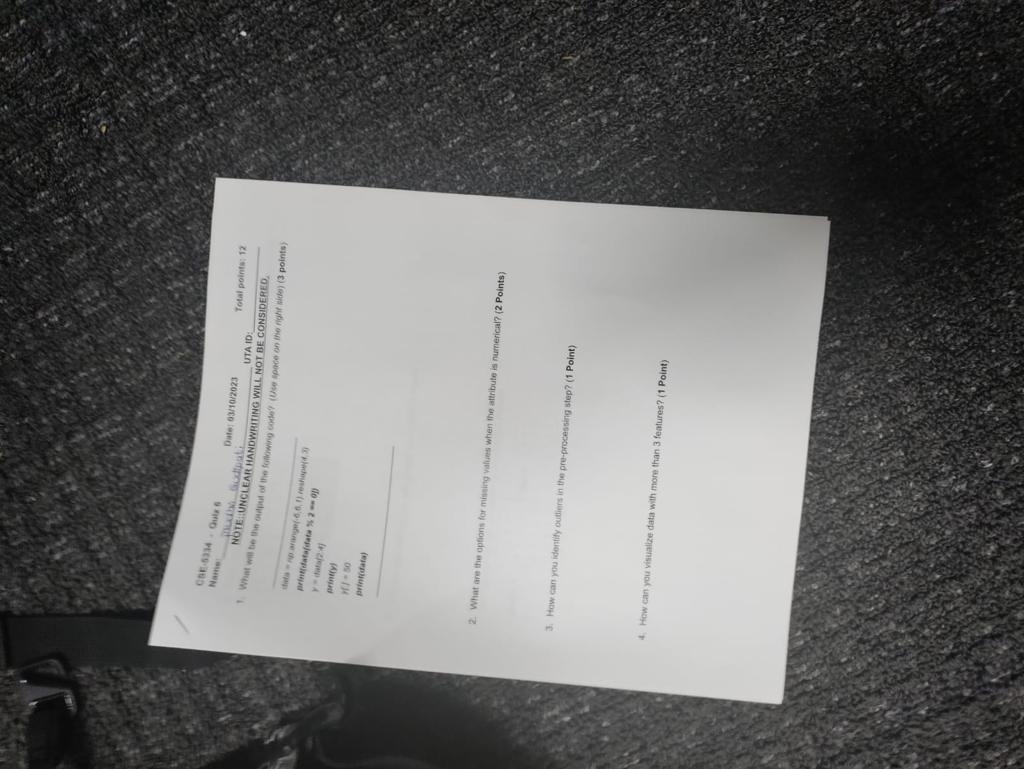 CSE-5334 - Quiz 6 Date: 03/10/2023 Total points: 12
Name: UTA ID:
NOTE: UNCLEAR HANDWRITING WILL NOT BE CONSIDERED.
1. What will be the output of the following code? (Use space on the right side) (3 points)
data = np.arange(-6,6,1).reshape(4,3)
print(data[data % 2 == 0])
y = data[2:4]
print(y)
y[:] = 50
print(data)
2. What are the options for missing values when the attribute is numerical? (2 Points)
3. How can you identify outliers in the pre-processing step? (1 Point)
4. How can you visualize data with more than 3 features? (1 Point)